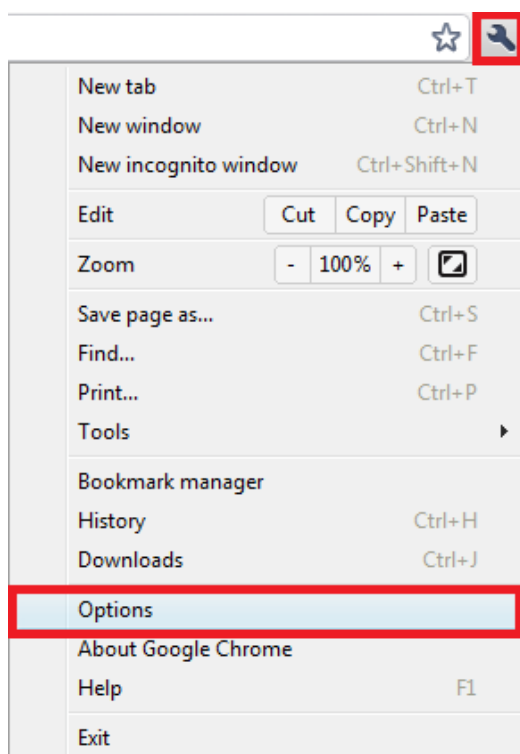 New tab Ctrl+T
New window Ctrl+N
New incognito window Ctrl+Shift+N
Edit Cut Copy Paste
Zoom - 100% +
Save page as... Ctrl+S
Find... Ctrl+F
Print... Ctrl+P
Tools
Bookmark manager
History Ctrl+H
Downloads Ctrl+J
Options
About Google Chrome
Help F1
Exit